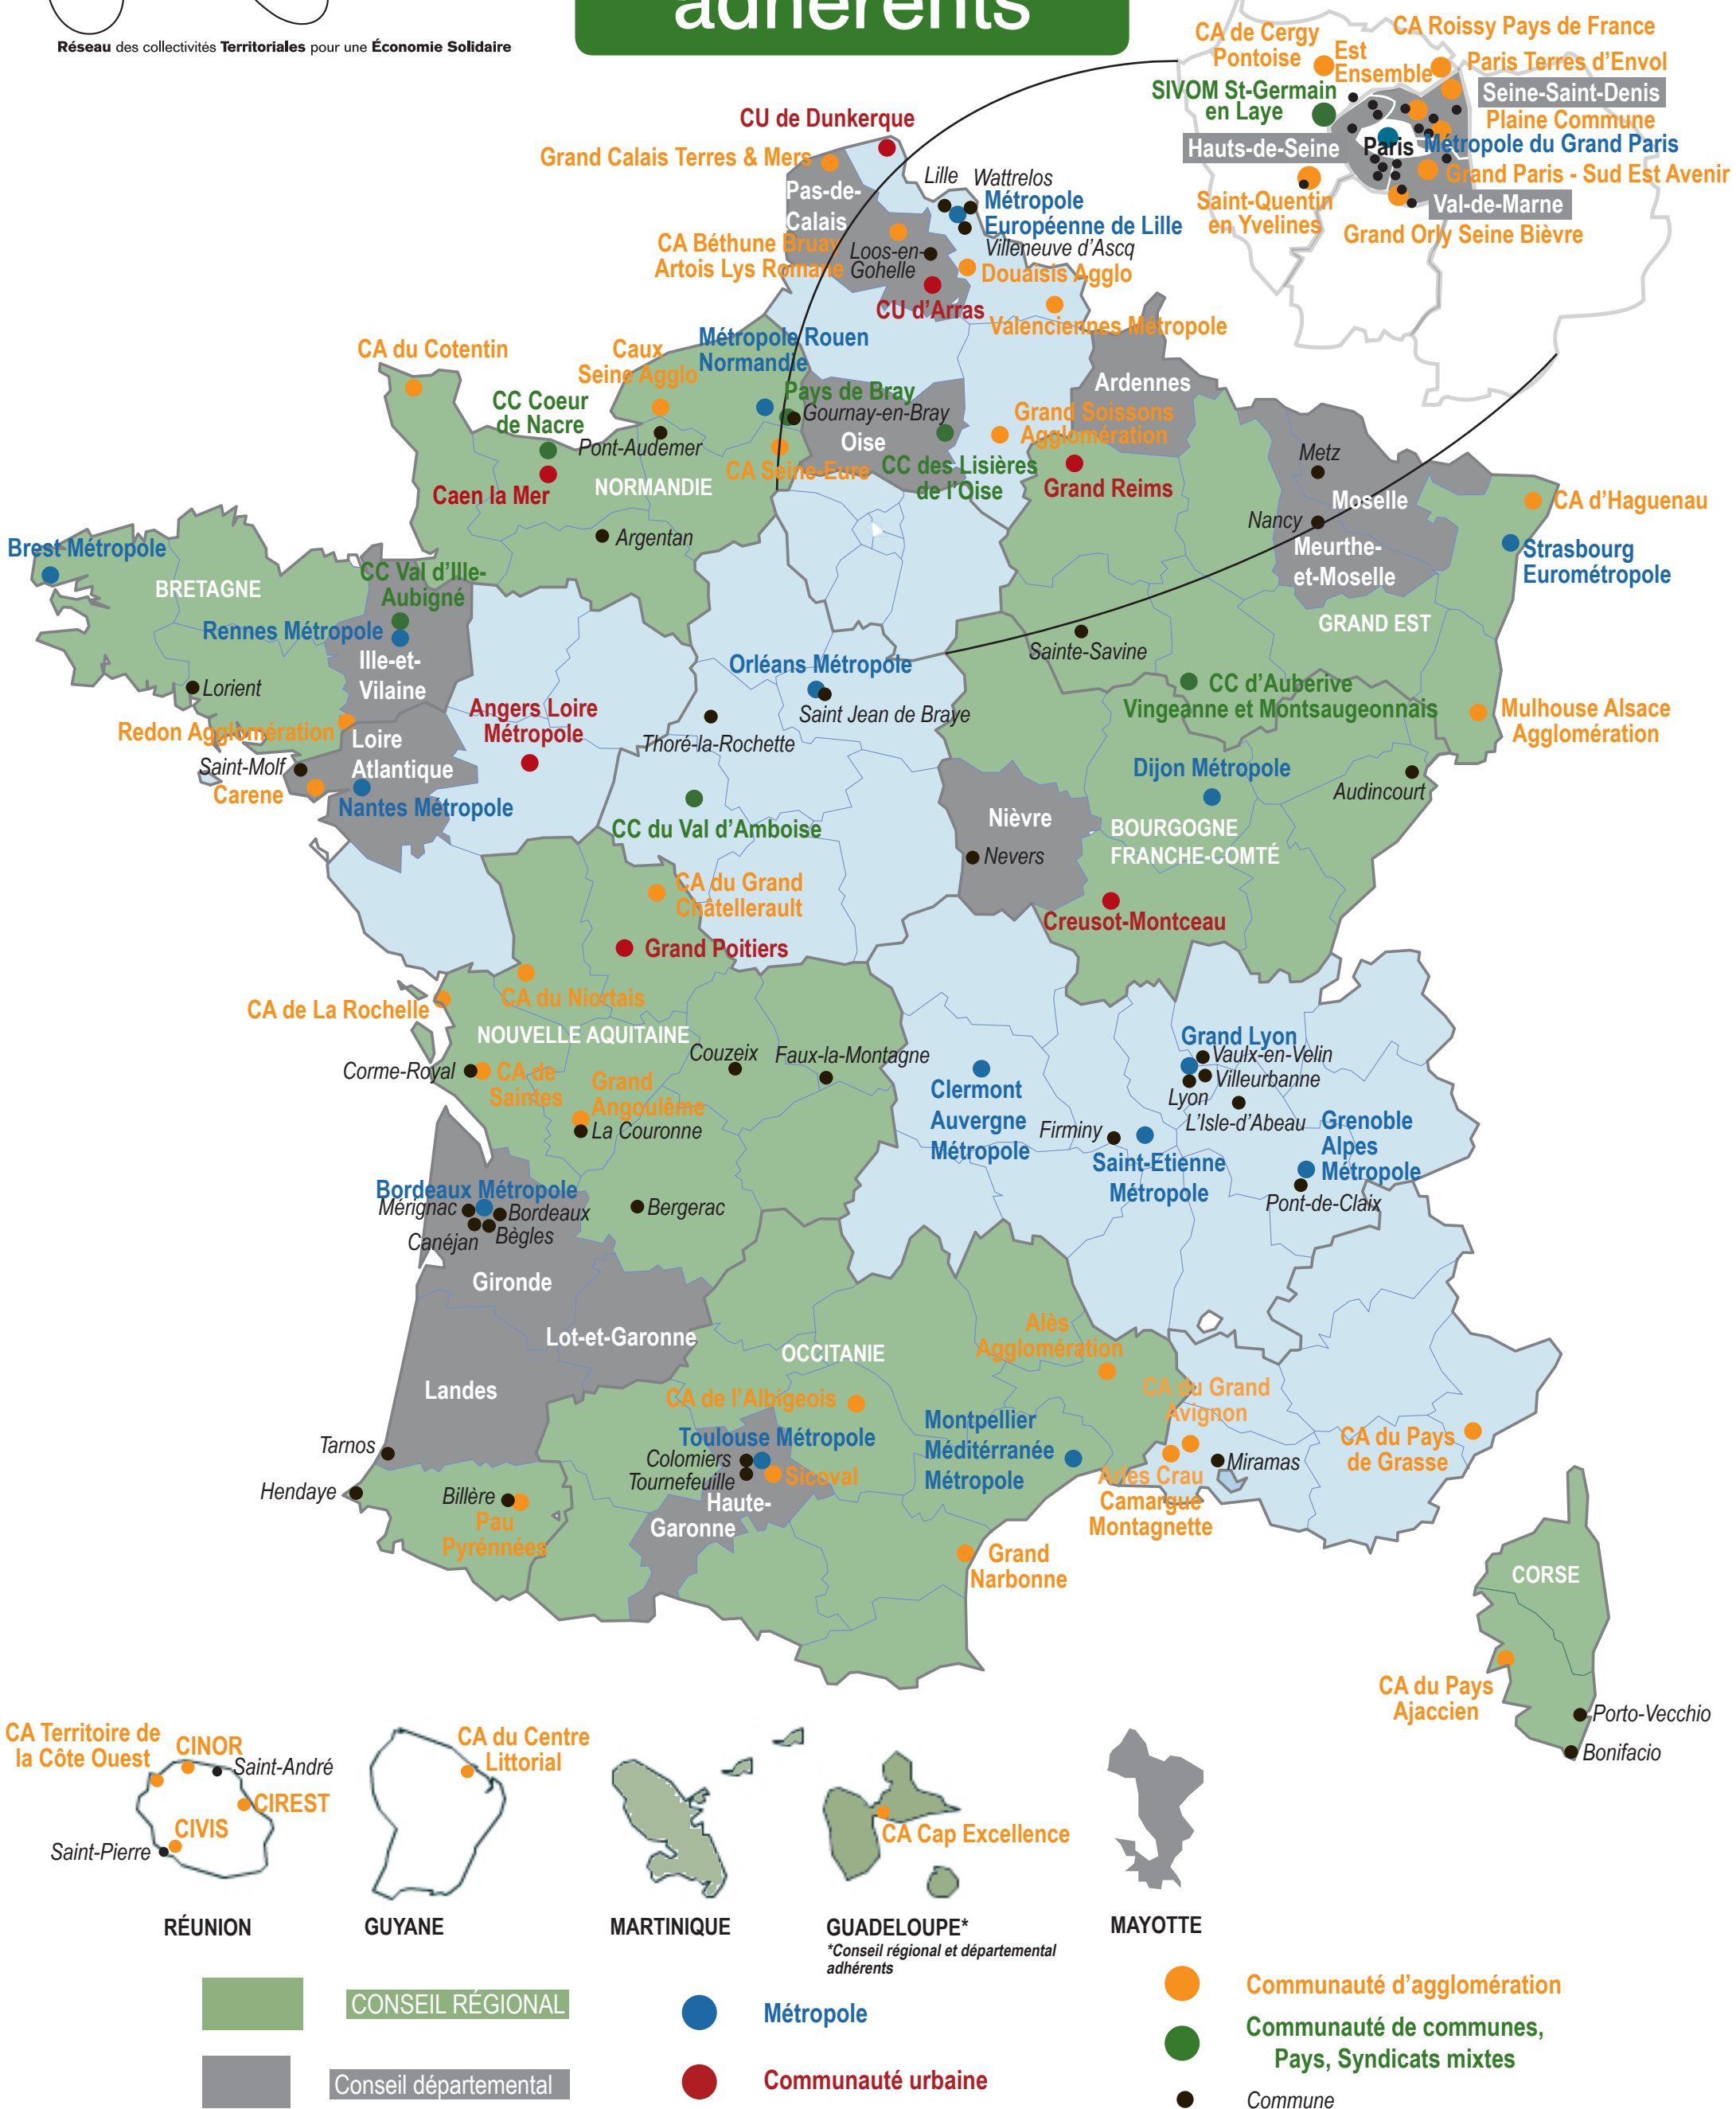 adhérents
Réseau des collectivités Territoriales pour une Économie Solidaire
CA de Cergy
Pontoise
CA Roissy Pays de France
Est
Ensemble
Paris Terres d'Envol
SIVOM St-Germain
en Laye
Seine-Saint-Denis
Plaine Commune
Hauts-de-Seine
Paris
Métropole du Grand Paris
Grand Paris - Sud Est Avenir
Saint-Quentin
en Yvelines
Val-de-Marne
Grand Orly Seine Bièvre
CU de Dunkerque
Grand Calais Terres & Mers
Pas-de-
Calais
Lille
Wattrelos
Métropole
Européenne de Lille
Villeneuve d'Ascq
CA Béthune Bruay
Artois Lys Romane
Loos-en-
Gohelle
Douaisis Agglo
CU d'Arras
Valenciennes Métropole
Métropole Rouen
Normandie
CA du Cotentin
Caux
Seine Agglo
CC Coeur
de Nacre
Pays de Bray
Gournay-en-Bray
Oise
Ardennes
Grand Soissons
Agglomération
Pont-Audemer
CA Seine-Eure
CC des Lisières
de l'Oise
Grand Reims
Caen la Mer
NORMANDIE
Argentan
Metz
Moselle
Nancy
Meurthe-
et-Moselle
CA d'Haguenau
Strasbourg
Eurométropole
GRAND EST
Brest Métropole
BRETAGNE
CC Val d'Ille-
Aubigné
Rennes Métropole
Ille-et-
Vilaine
Lorient
Redon Agglomération
Loire
Atlantique
Saint-Molf
Carene
Nantes Métropole
Angers Loire
Métropole
Orléans Métropole
Saint Jean de Braye
Thoré-la-Rochette
CC du Val d'Amboise
Sainte-Savine
CC d'Auberive
Vingeanne et Montsaugeonnais
Mulhouse Alsace
Agglomération
Dijon Métropole
Audincourt
Nièvre
Nevers
BOURGOGNE
FRANCHE-COMTÉ
Creusot-Montceau
CA du Grand
Châtellerault
Grand Poitiers
CA du Niortais
CA de La Rochelle
NOUVELLE AQUITAINE
Corme-Royal
CA de
Saintes
Couzeix
Faux-la-Montagne
Grand
Angoulême
La Couronne
Clermont
Auvergne
Métropole
Grand Lyon
Vaulx-en-Velin
Villeurbanne
Lyon
L'Isle-d'Abeau
Firminy
Saint-Etienne
Métropole
Grenoble
Alpes
Métropole
Pont-de-Claix
Bordeaux Métropole
Mérignac
Bordeaux
Canéjan
Bègles
Bergerac
Gironde
Lot-et-Garonne
Landes
OCCITANIE
Alès
Agglomération
CA de l'Albigeois
CA du Grand
Avignon
Toulouse Métropole
Colomiers
Tournefeuille
Sicoval
Haute-
Garonne
Montpellier
Méditérranée
Métropole
Arles Crau
Camargue
Montagnette
Miramas
CA du Pays
de Grasse
Tarnos
Hendaye
Billère
Pau
Pyrénnées
Grand
Narbonne
CORSE
CA du Pays
Ajaccien
Porto-Vecchio
Bonifacio
CA Territoire de
la Côte Ouest
CINOR
Saint-André
CIREST
CIVIS
Saint-Pierre
CA du Centre
Littorial
CA Cap Excellence
RÉUNION
GUYANE
MARTINIQUE
GUADELOUPE*
*Conseil régional et départemental
adhérents
MAYOTTE
CONSEIL RÉGIONAL
Conseil départemental
Métropole
Communauté urbaine
Communauté d'agglomération
Communauté de communes,
Pays, Syndicats mixtes
Commune